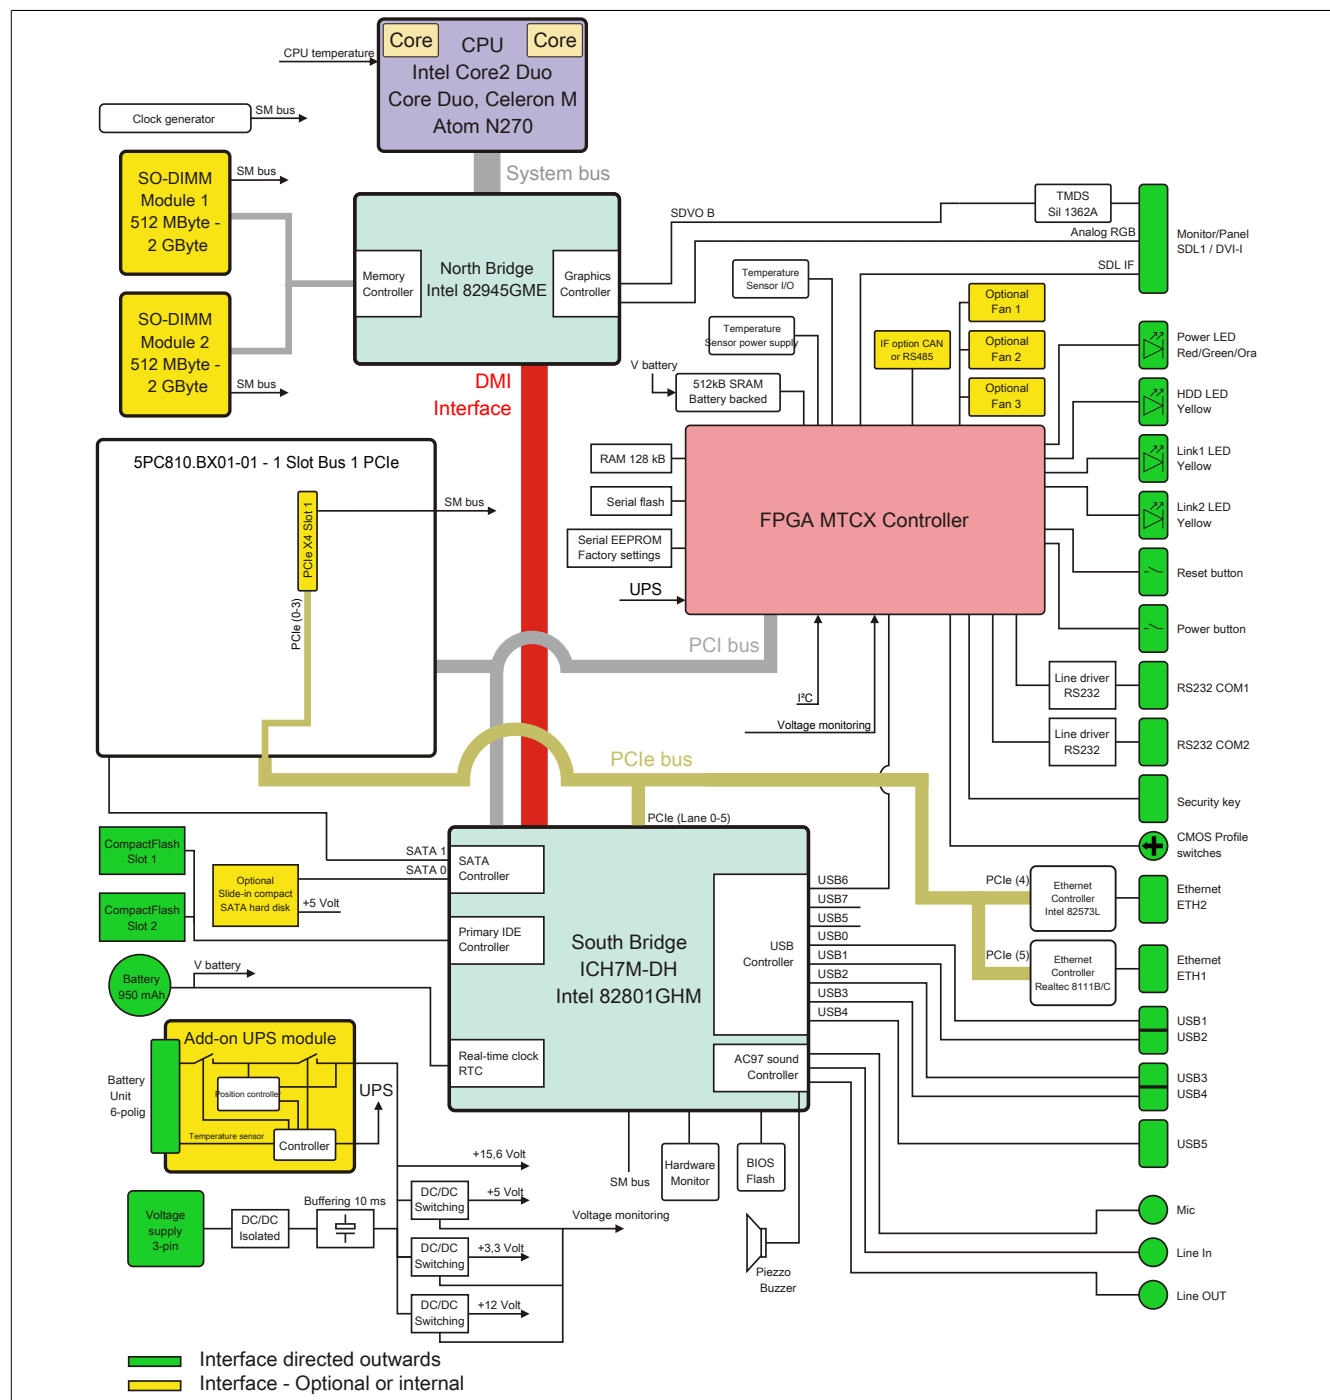 Core
CPU
Core
CPU temperature
Intel Core2 Duo
Core Duo, Celeron M
Atom N270
Clock generator
SM bus
System bus
SO-DIMM
Module 1
512 MByte -
2 GByte
SM bus
SO-DIMM
Module 2
512 MByte -
2 GByte
SM bus
Memory
Controller
North Bridge
Intel 82945GME
Graphics
Controller
SDVO B
TMDS
Sil 1362A
Analog RGB
SDL IF
Monitor/Panel
SDL1 / DVI-I
Temperature
Sensor I/O
Temperature
Sensor power supply
V battery
512kB SRAM
Battery backed
IF option CAN
or RS485
Optional
Fan 1
Optional
Fan 2
Optional
Fan 3
Power LED
Red/Green/Ora
HDD LED
Yellow
Link1 LED
Yellow
Link2 LED
Yellow
Reset button
Power button
DMI
Interface
RAM 128 kB
Serial flash
Serial EEPROM
Factory settings
UPS
FPGA MTCX Controller
5PC810.BX01-01 - 1 Slot Bus 1 PCIe
PCIe X4 Slot 1
SM bus
PCIe (0-3)
PCI bus
I²C
Voltage monitoring
Line driver
RS232
RS232 COM1
Line driver
RS232
RS232 COM2
PCIe bus
Security key
PCIe (Lane 0-5)
CMOS Profile
switches
CompactFlash
Slot 1
CompactFlash
Slot 2
Optional
Slide-in compact
SATA hard disk
+5 Volt
SATA 1
SATA 0
SATA
Controller
Primary IDE
Controller
South Bridge
ICH7M-DH
Intel 82801GHM
USB
Controller
USB6
USB7
USB5
USB0
USB1
USB2
USB3
USB4
PCIe (4)
Ethernet
Controller
Intel 82573L
Ethernet
ETH2
PCIe (5)
Ethernet
Controller
Realtec 8111B/C
Ethernet
ETH1
Battery
950 mAh
V battery
Real-time clock
RTC
AC97 sound
Controller
USB1
USB2
USB3
USB4
USB5
Add-on UPS module
Battery
Unit
6-polig
Position controller
Temperature sensor
Controller
UPS
SM bus
Hardware
Monitor
BIOS
Flash
Piezzo
Buzzer
Mic
Line In
Line OUT
Voltage
supply
3-pin
DC/DC
Isolated
Buffering 10 ms
+15,6 Volt
DC/DC
Switching
+5 Volt
Voltage monitoring
DC/DC
Switching
+3,3 Volt
DC/DC
Switching
+12 Volt
Interface directed outwards
Interface - Optional or internal